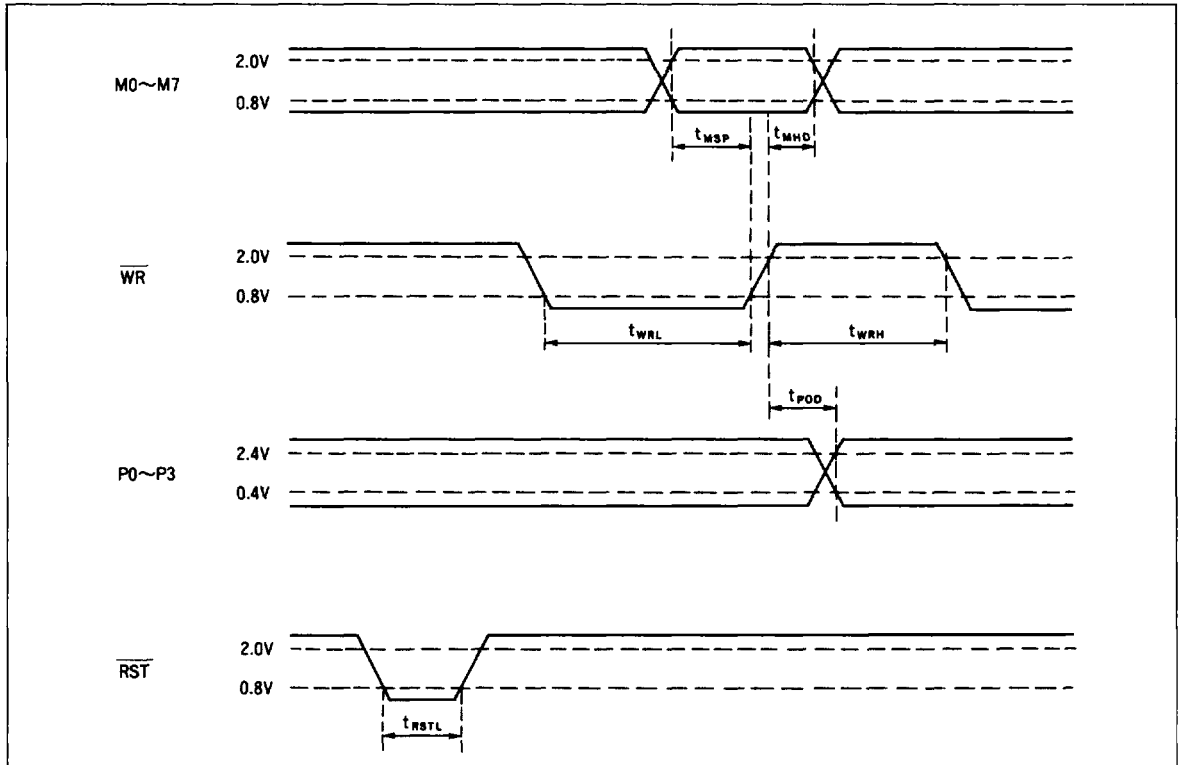 2.0V
M0~M7
0.8V
tMSP tMHD
2.0V
WR
0.8V
tWRL tWRH
tPOD
2.4V
P0~P3
0.4V
2.0V
RST
0.8V
tRSTL